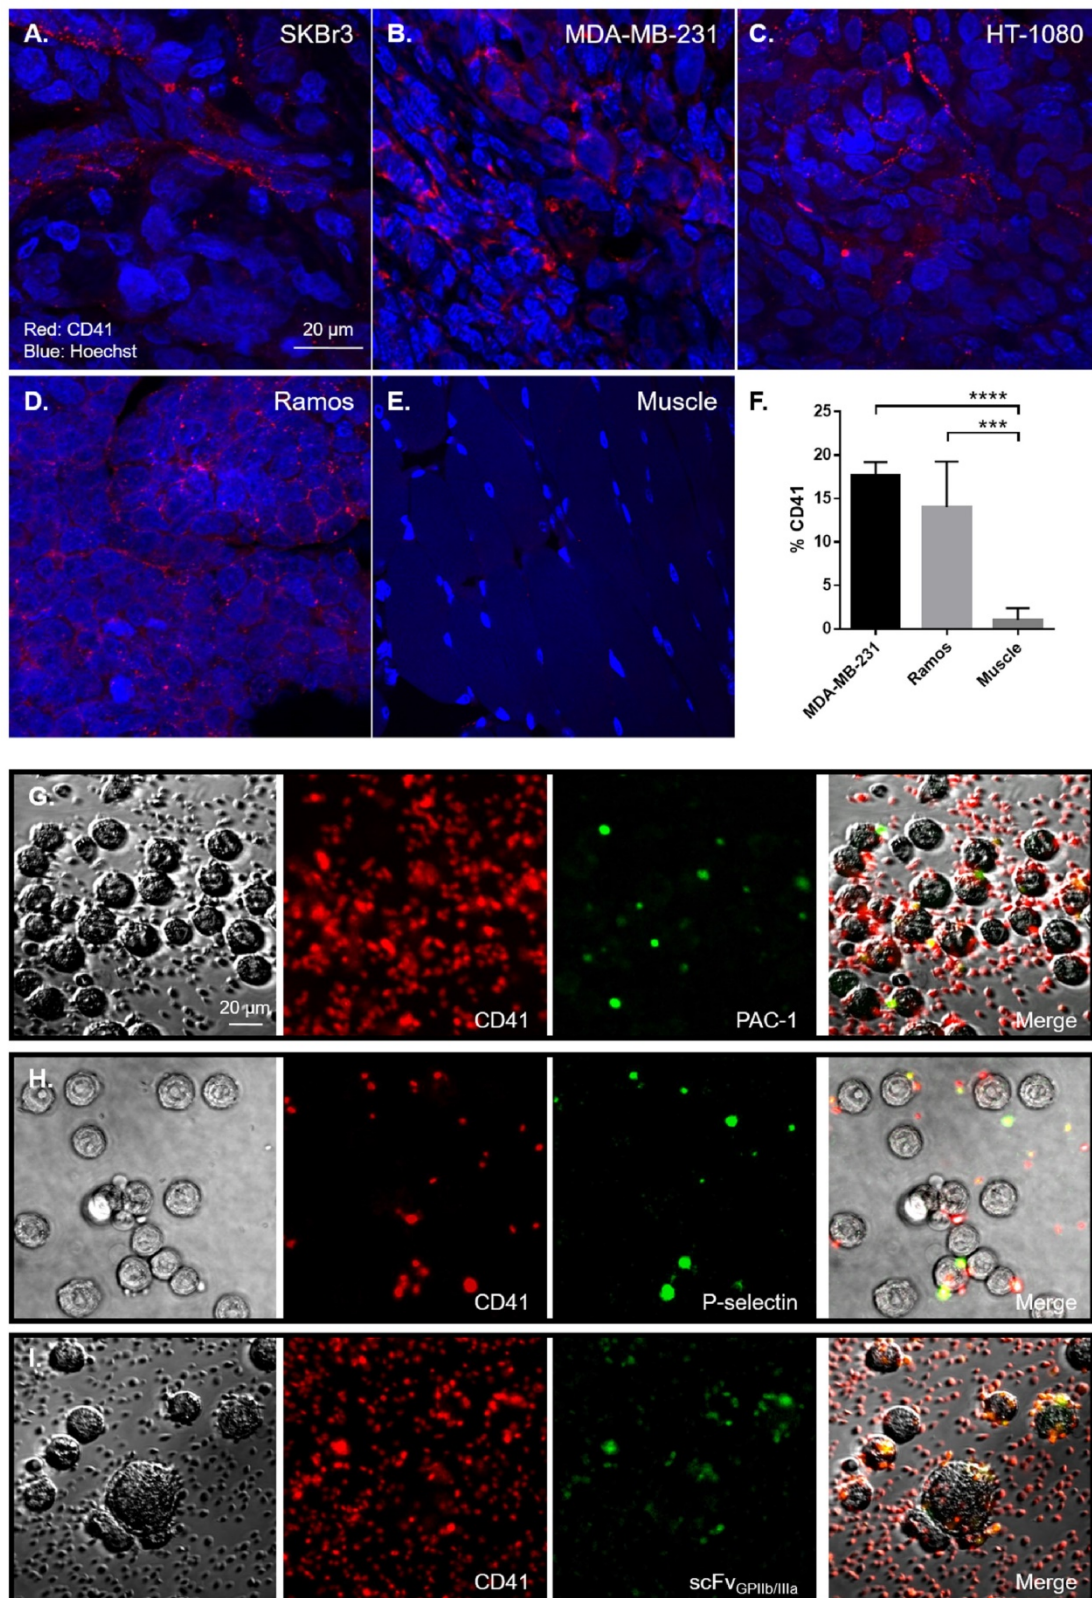 A.
SKBr3
B.
MDA-MB-231
C.
HT-1080
Red: CD41
Blue: Hoechst
20 µm
D.
Ramos
E.
Muscle
F.
****
***
25
20
15
10
5
0
% CD41
MDA-MB-231
Ramos
Muscle
G.
20 µm
CD41
PAC-1
Merge
H.
CD41
P-selectin
Merge
I.
CD41
scFvGPIIb/IIIa
Merge